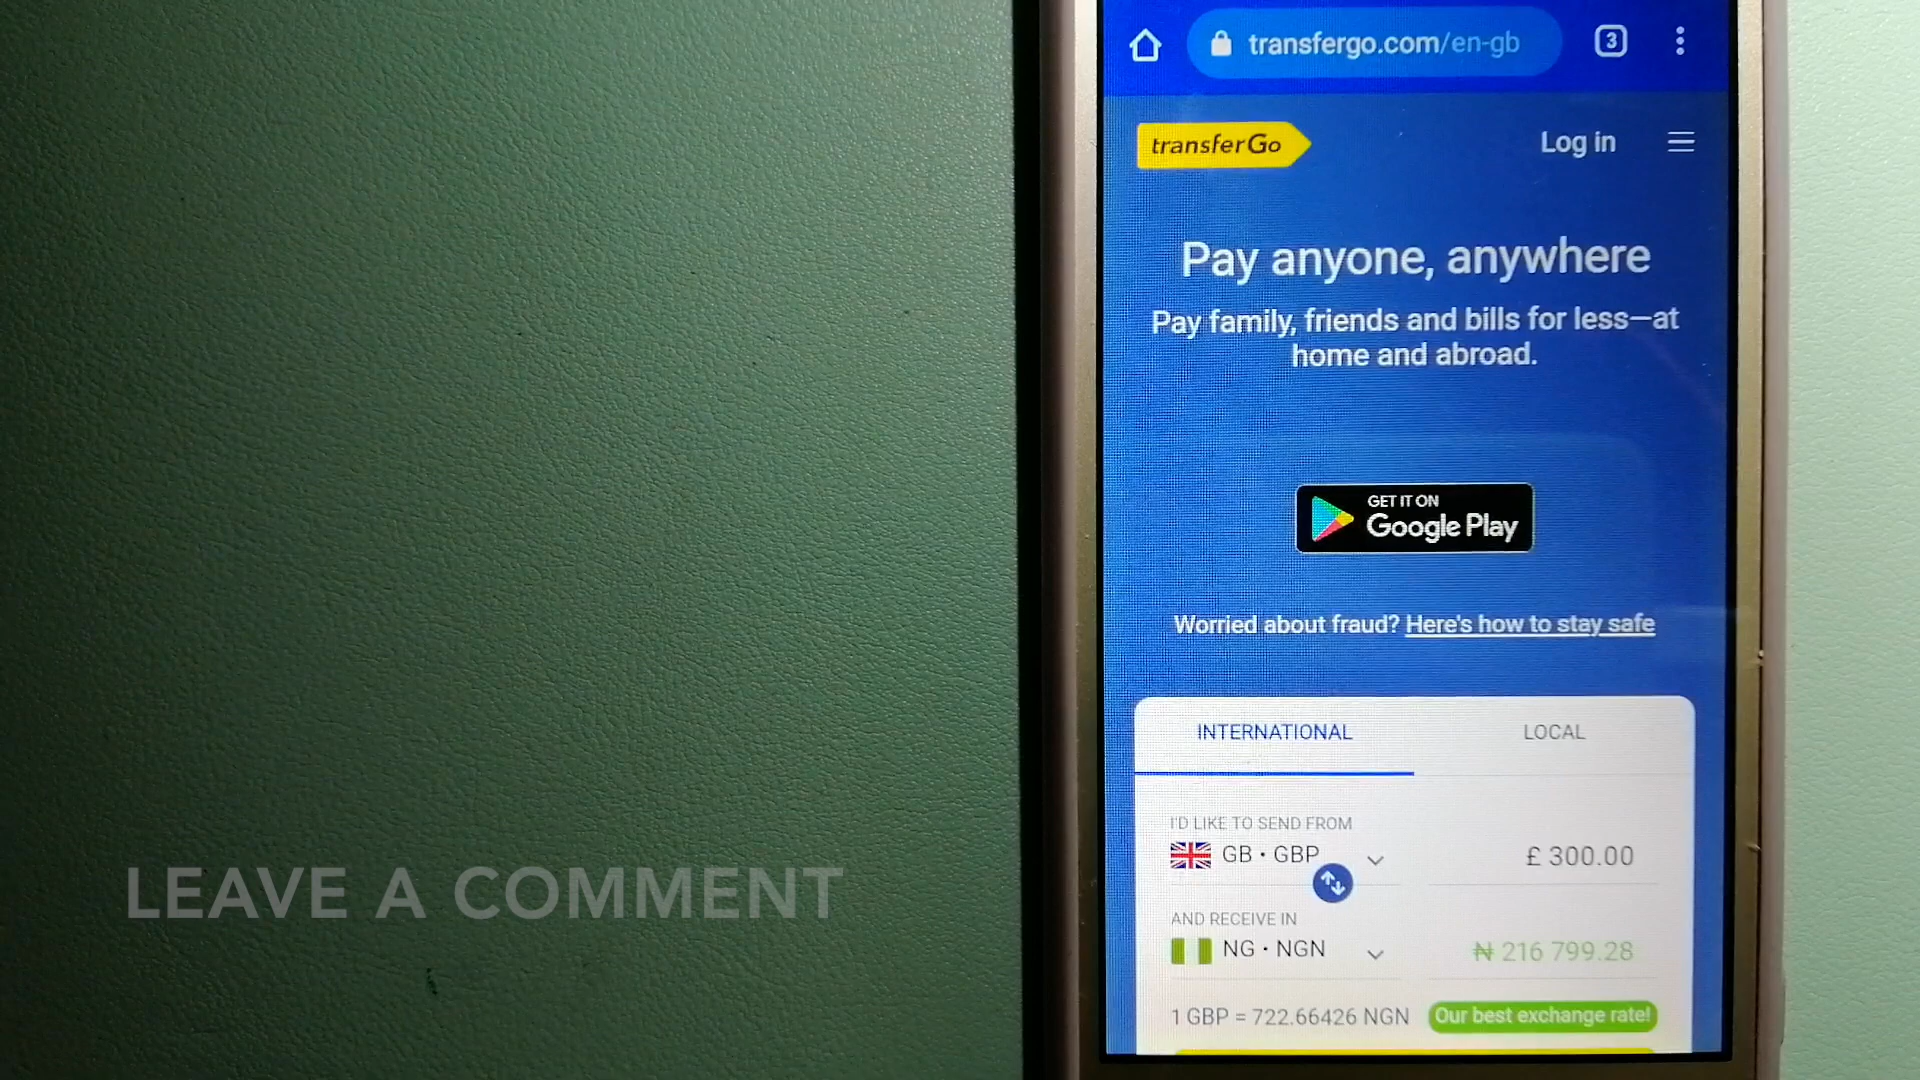 transfergo.com/en-gb
3
transferGo
Log in
Pay anyone, anywhere
Pay family, friends and bills for less—at
home and abroad.
GET IT ON
Google Play
Worried about fraud? Here's how to stay safe
INTERNATIONAL
LOCAL
I'D LIKE TO SEND FROM
GB • GBP
£ 300.00
AND RECEIVE IN
NG • NGN
₦ 216 799.28
1 GBP = 722.66426 NGN
Our best exchange rate!
LEAVE A COMMENT